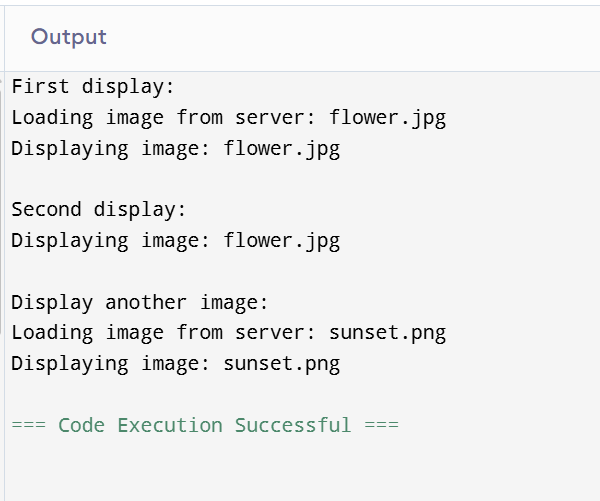 Output
First display:
Loading image from server: flower.jpg
Displaying image: flower.jpg
Second display:
Displaying image: flower.jpg
Display another image:
Loading image from server: sunset.png
Displaying image: sunset.png
=== Code Execution Successful ===